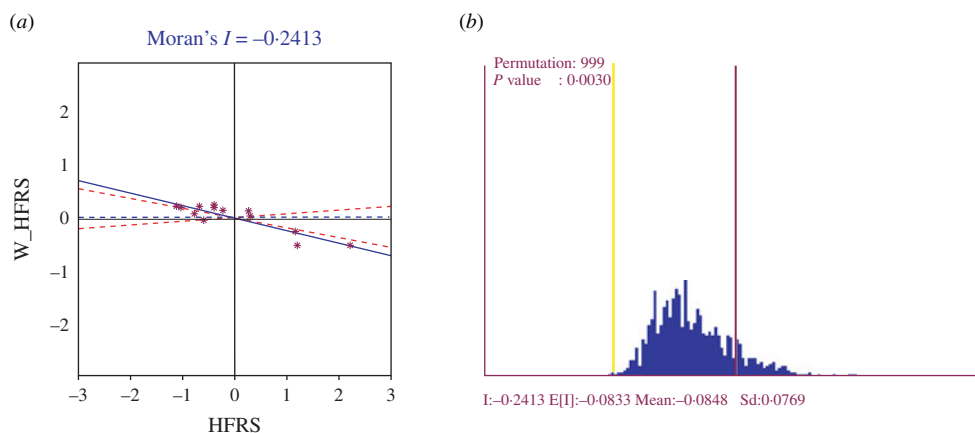 (a)
Moran's I = –0·2413
2
1
0
–1
–2
W_HFRS
–3 –2 –1 0 1 2 3
HFRS
(b)
Permutation: 999
P value : 0·0030
I:–0·2413 E[I]:–0·0833 Mean:–0·0848 Sd:0·0769